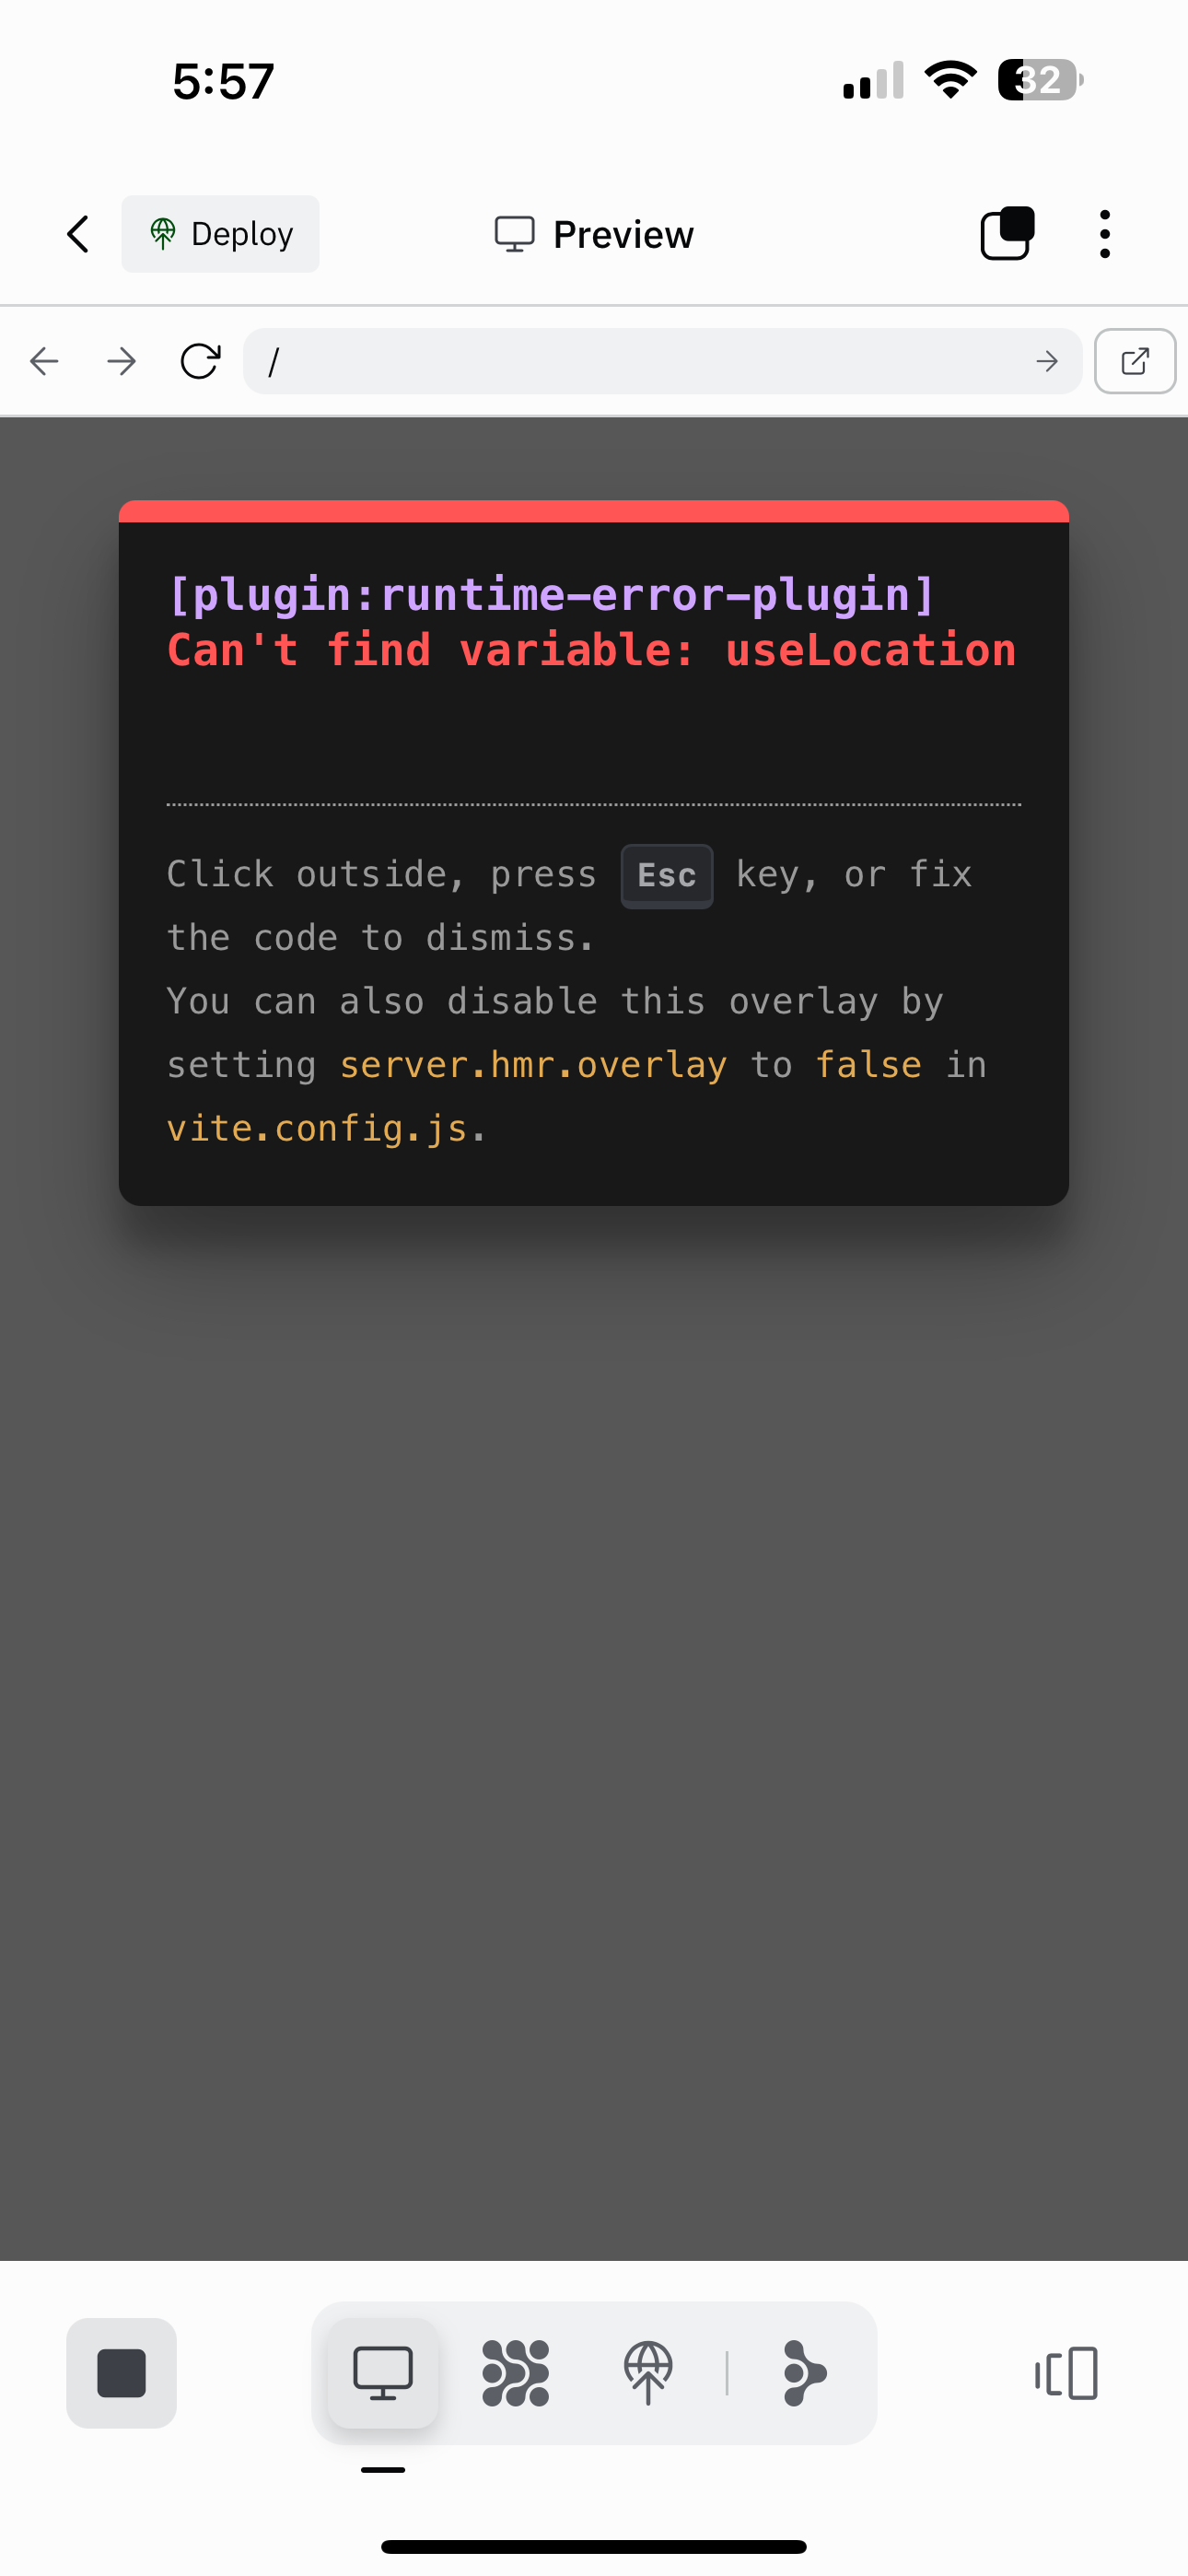 5:57
32
Deploy
Preview
/
[plugin:runtime-error-plugin]
Can't find variable: useLocation
Click outside, press Esc key, or fix
the code to dismiss.
You can also disable this overlay by
setting server.hmr.overlay to false in
vite.config.js.